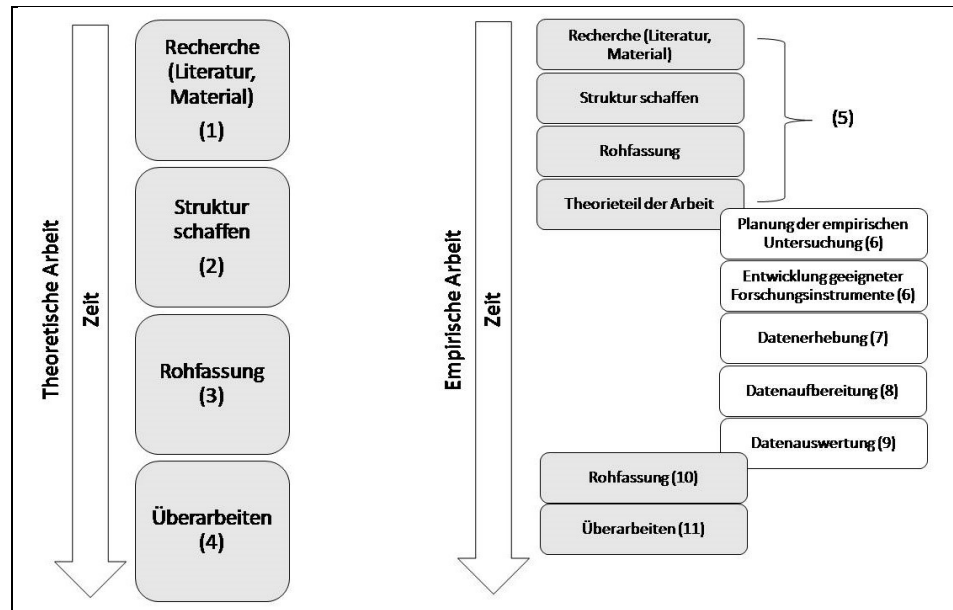 Theoretische Arbeit
Zeit
Recherche
(Literatur,
Material)
(1)
Struktur
schaffen
(2)
Rohfassung
(3)
Überarbeiten
(4)
Empirische Arbeit
Zeit
Recherche (Literatur,
Material)
Struktur schaffen
Rohfassung
Theorieteil der Arbeit
(5)
Planung der empirischen
Untersuchung (6)
Entwicklung geeigneter
Forschungsinstrumente (6)
Datenerhebung (7)
Datenaufbereitung (8)
Datenauswertung (9)
Rohfassung (10)
Überarbeiten (11)